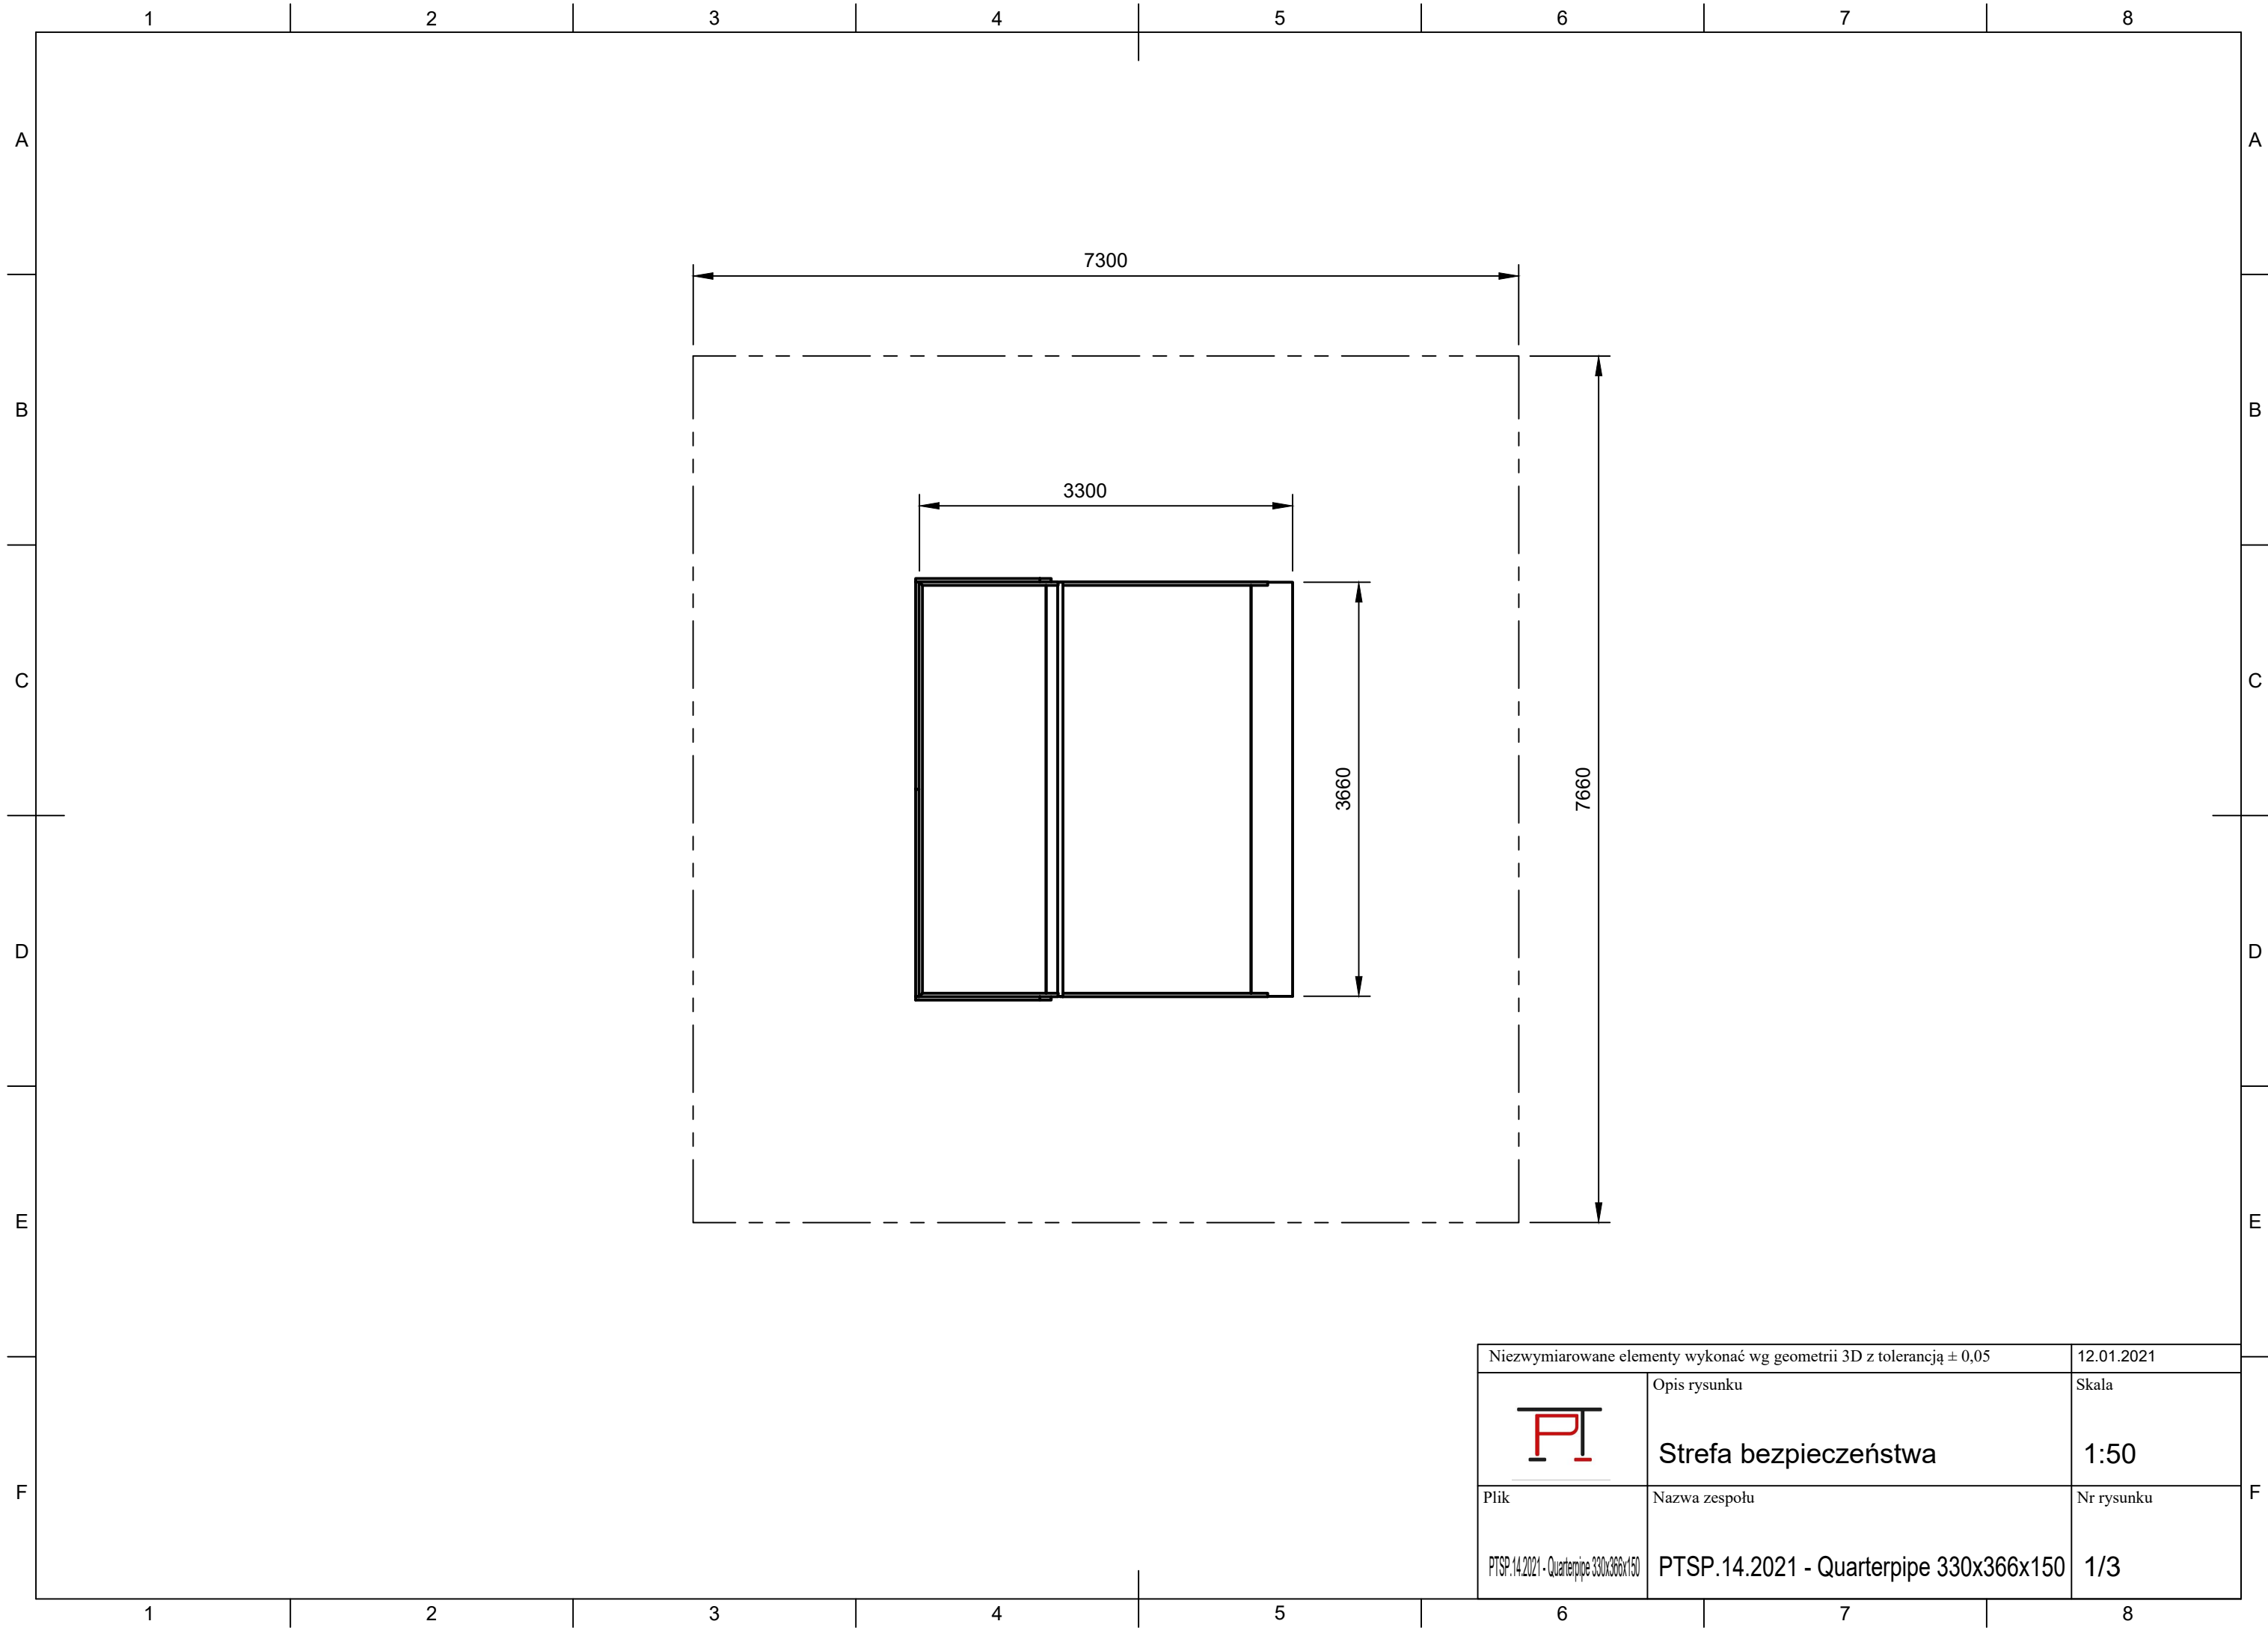 1 2 3 4 5 6 7 8
A A
7300
B B
3300
C C
3660
7660
D D
E E
Niezwymiarowane elementy wykonać wg geometrii 3D z tolerancją ± 0,05 12.01.2021
Opis rysunku Skala
PT
Strefa bezpieczeństwa 1:50
F F
Plik Nazwa zespołu Nr rysunku
PTSP.14.2021 - Quarterpipe 330x366x150 PTSP.14.2021 - Quarterpipe 330x366x150 1/3
1 2 3 4 5 6 7 8